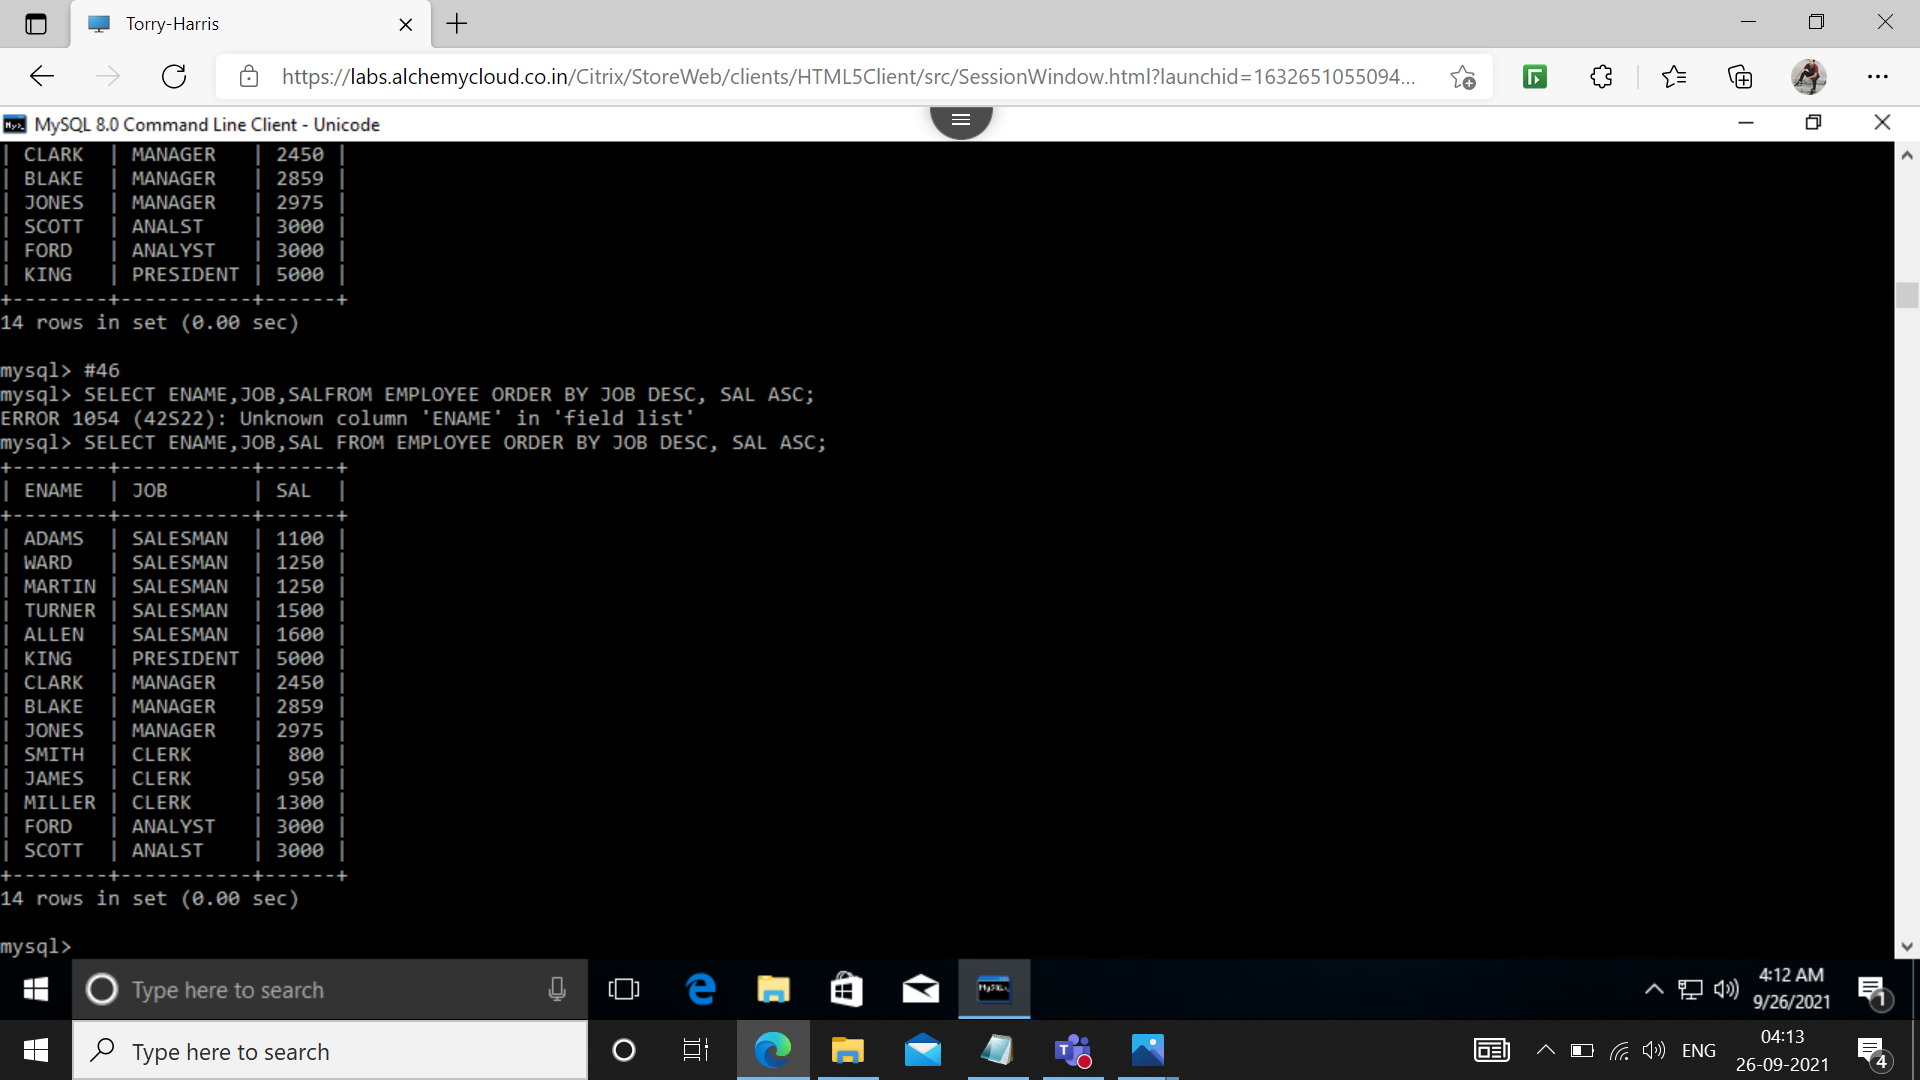 Torry-Harris
https://labs.alchemycloud.co.in/Citrix/StoreWeb/clients/HTML5Client/src/SessionWindow.html?launchid=1632651055094...
MySQL 8.0 Command Line Client - Unicode
| CLARK | MANAGER | 2450 |
| BLAKE | MANAGER | 2859 |
| JONES | MANAGER | 2975 |
| SCOTT | ANALST | 3000 |
| FORD | ANALYST | 3000 |
| KING | PRESIDENT | 5000 |
+--------+-----------+------+
14 rows in set (0.00 sec)
mysql> #46
mysql> SELECT ENAME,JOB,SALFROM EMPLOYEE ORDER BY JOB DESC, SAL ASC;
ERROR 1054 (42S22): Unknown column 'ENAME' in 'field list'
mysql> SELECT ENAME,JOB,SAL FROM EMPLOYEE ORDER BY JOB DESC, SAL ASC;
+--------+-----------+------+
| ENAME | JOB | SAL |
+--------+-----------+------+
| ADAMS | SALESMAN | 1100 |
| WARD | SALESMAN | 1250 |
| MARTIN | SALESMAN | 1250 |
| TURNER | SALESMAN | 1500 |
| ALLEN | SALESMAN | 1600 |
| KING | PRESIDENT | 5000 |
| CLARK | MANAGER | 2450 |
| BLAKE | MANAGER | 2859 |
| JONES | MANAGER | 2975 |
| SMITH | CLERK | 800 |
| JAMES | CLERK | 950 |
| MILLER | CLERK | 1300 |
| FORD | ANALYST | 3000 |
| SCOTT | ANALST | 3000 |
+--------+-----------+------+
14 rows in set (0.00 sec)
mysql>
Type here to search
4:12 AM
9/26/2021
1
Type here to search
ENG
04:13
26-09-2021
4